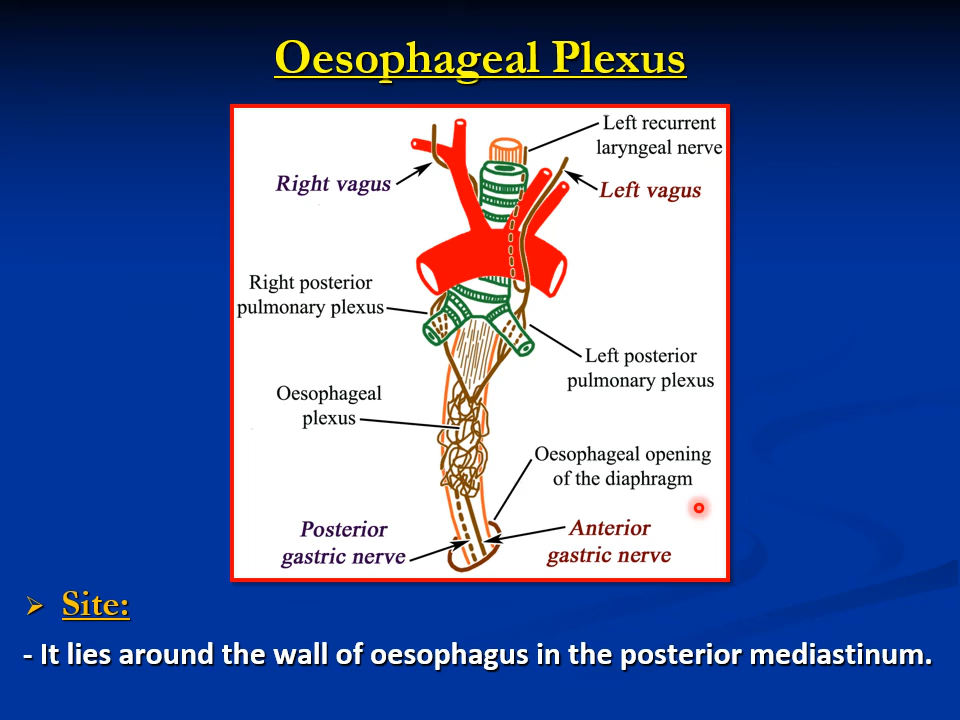 Oesophageal Plexus
Left recurrent
laryngeal nerve
Right vagus
Left vagus
Right posterior
pulmonary plexus
Left posterior
pulmonary plexus
Oesophageal
plexus
Oesophageal opening
of the diaphragm
Posterior
gastric nerve
Anterior
gastric nerve
➢ Site:
- It lies around the wall of oesophagus in the posterior mediastinum.